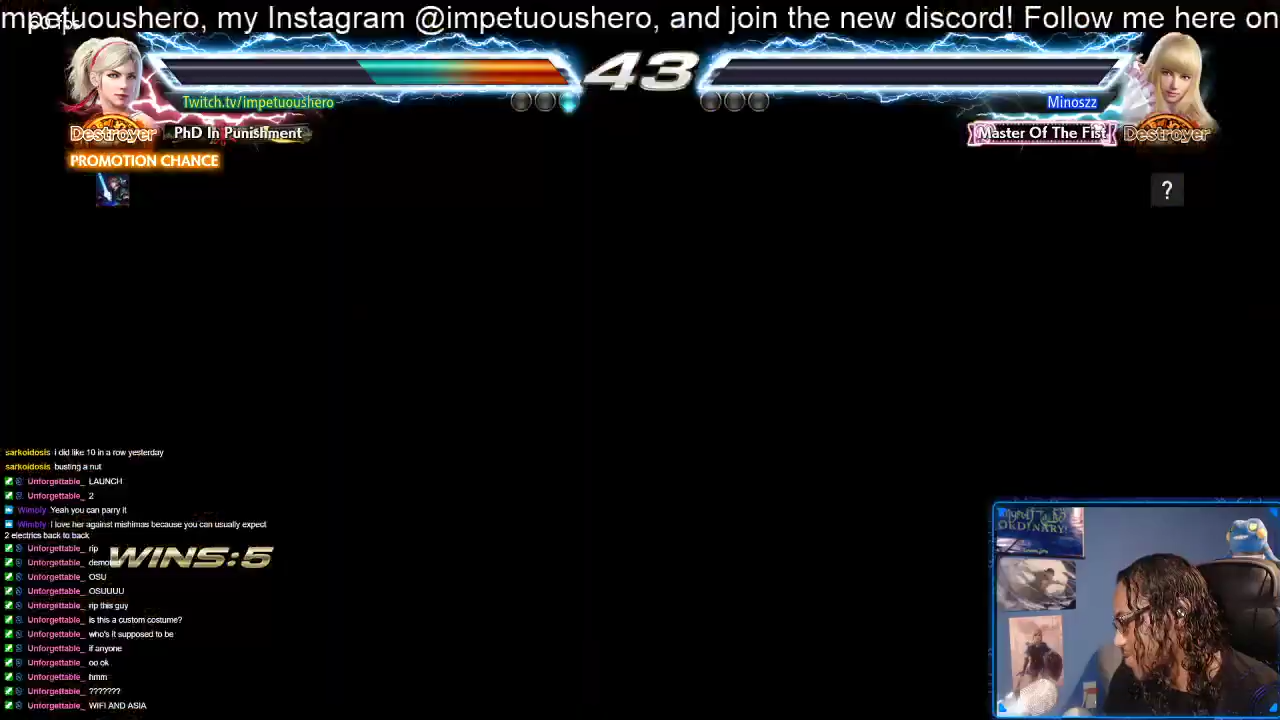 mpetuoushero, my Instagram @impetuoushero, and join the new discord! Follow me here on
60 fps
43
Twitch.tv/impetuoushero
Minoszz
Destroyer
PhD In Punishment
Master Of The Fist
Destroyer
PROMOTION CHANCE
?
sarkoidosis i did like 10 in a row yesterday
sarkoidosis busting a nut
Unforgettable_ LAUNCH
Unforgettable_ 2
Wimbly Yeah you can parry it
Wimbly I love her against mishimas because you can usually expect
2 electrics back to back
Unforgettable_ rip
WINS:5
Unforgettable_ OSU
Unforgettable_ OSUUUU
Unforgettable_ rip this guy
Unforgettable_ is this a custom costume?
Unforgettable_ who's it supposed to be
Unforgettable_ if anyone
Unforgettable_ oo ok
Unforgettable_ hmm
Unforgettable_ ???????
Unforgettable_ WIFI AND ASIA
ORDINARY!